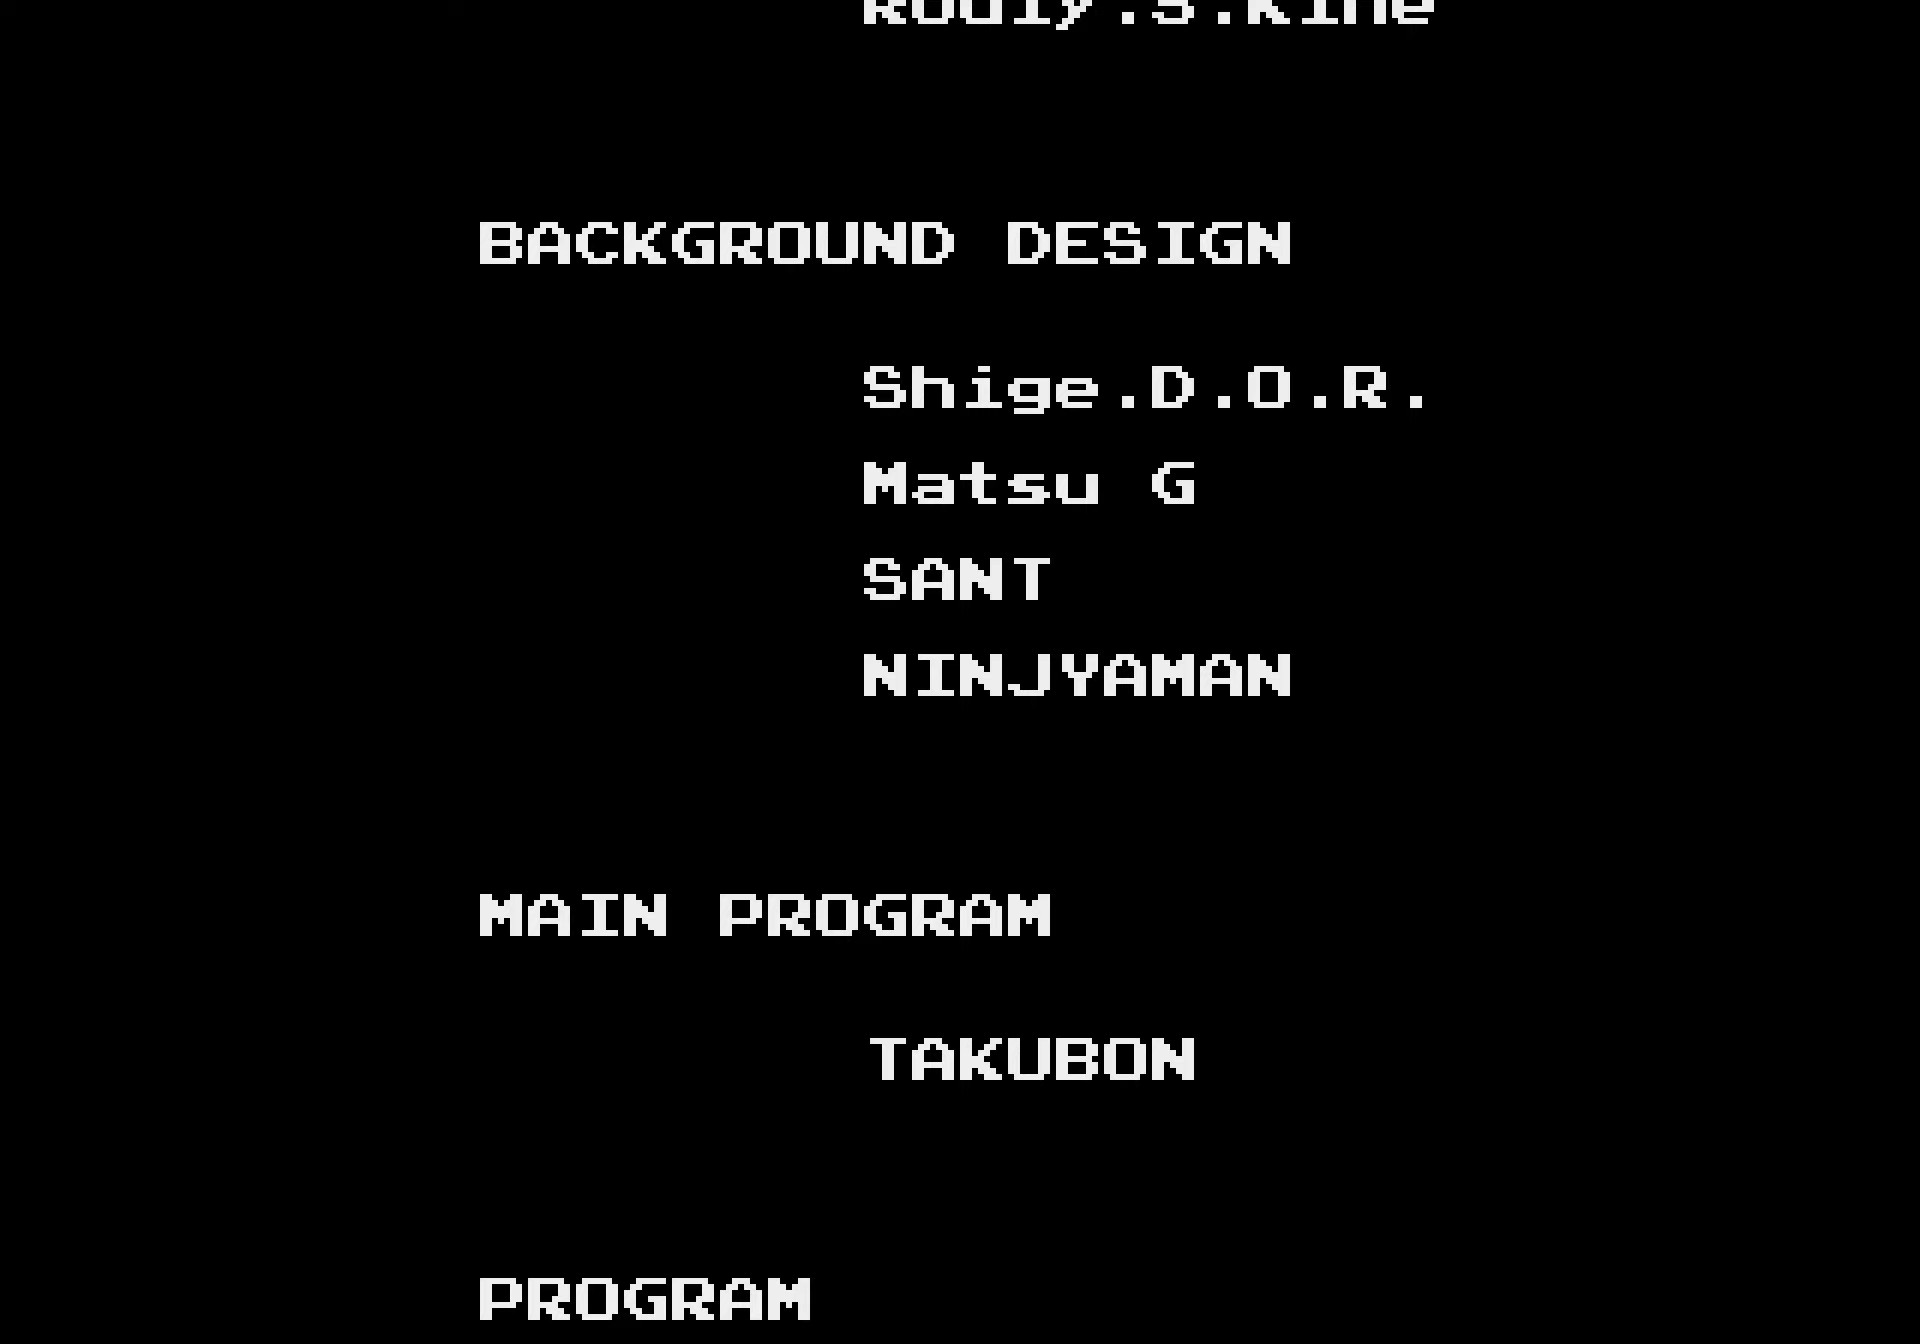 BACKGROUND DESIGN
Shige.D.O.R.
Matsu G
SANT
NINJYAMAN
MAIN PROGRAM
TAKUBON
PROGRAM